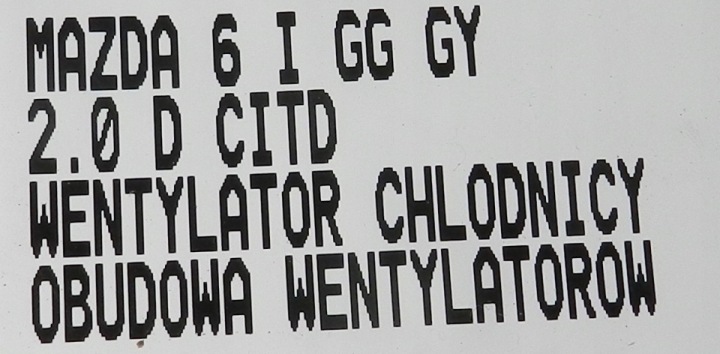 MAZDA 6 I GG GY
2.0 D CITD
WENTYLATOR CHLODNICY
OBUDOWA WENTYLATOROW